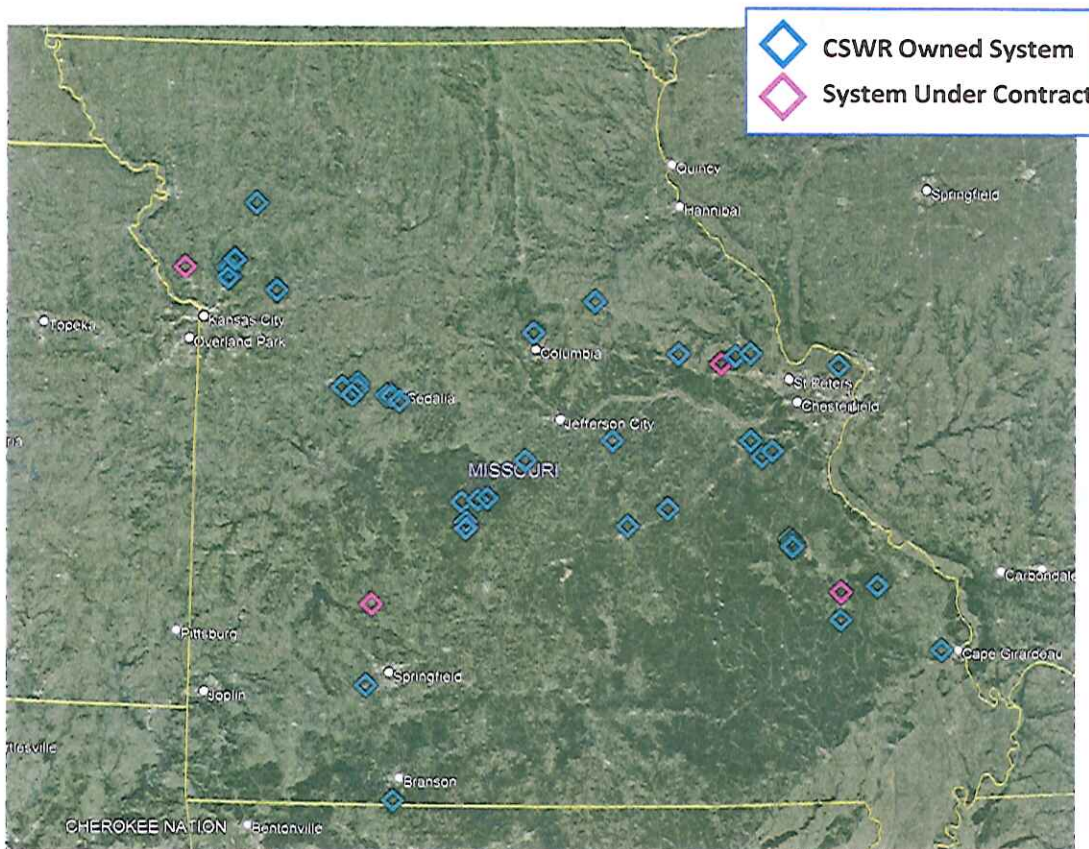 CSWR Owned System
System Under Contract
Quincy
Hannibal
Springfield
Topeka
Kansas City
Overland Park
Columbia
St Peters
Chesterfield
Sedalia
Jefferson City
MISSOURI
Carbondale
Pittsburg
Cape Girardeau
Springfield
Joplin
Branson
CHEROKEE NATION
Bentonville